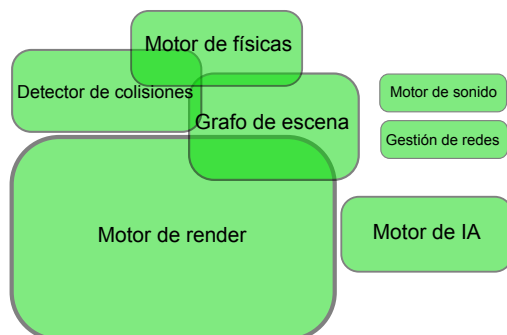 Motor de físicas
Detector de colisiones
Motor de sonido
Grafo de escena
Gestión de redes
Motor de render
Motor de IA